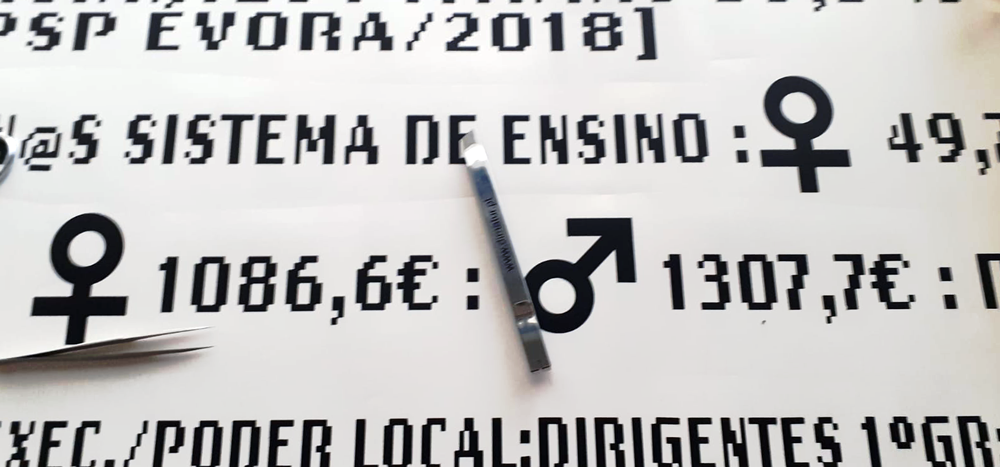 PSP ÉVORA/2018]
@S SISTEMA DE ENSINO :♀ 49,
♀ 1086,6€ : ♂ 1307,7€ :
EXEC./PODER LOCAL:DIRIGENTES 1ºGR